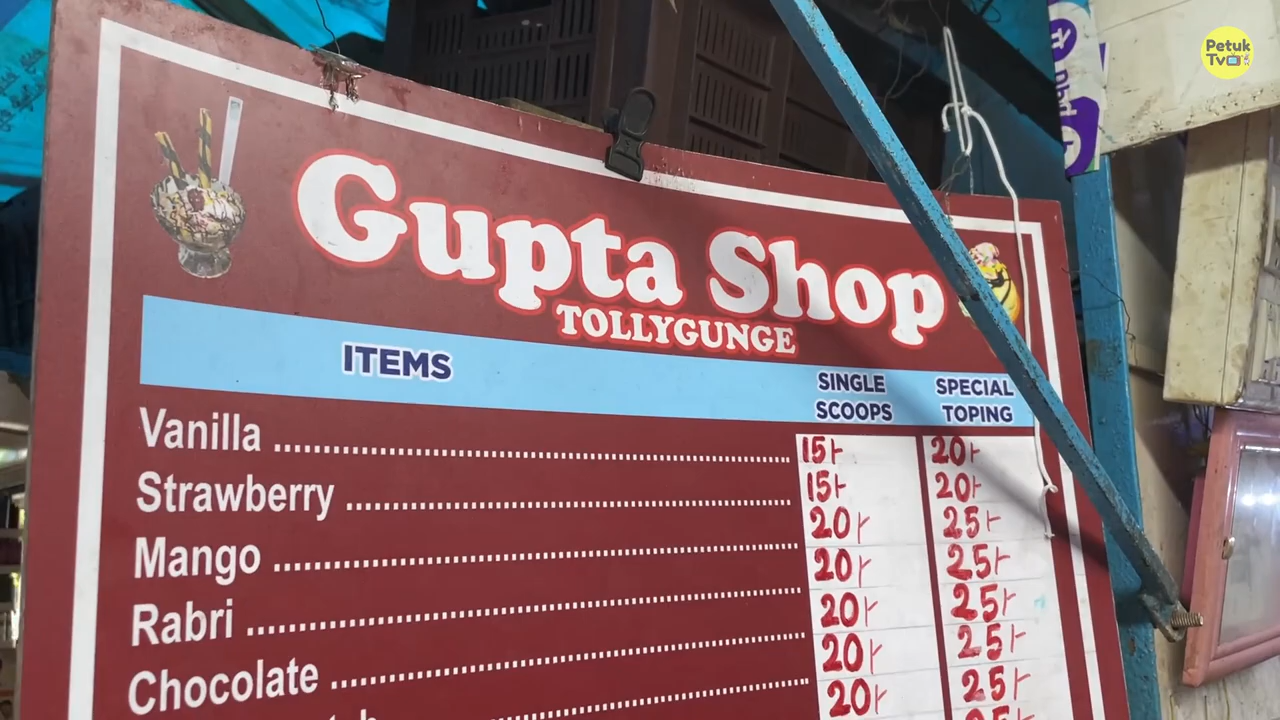 Petuk
Tv
Gupta Shop
TOLLYGUNGE
ITEMS
SINGLE SCOOPS
SPECIAL TOPING
Vanilla ........ 15/- 20/-
Strawberry ........ 15/- 20/-
Mango ........ 20/- 25/-
Rabri ........ 20/- 25/-
Chocolate ........ 20/- 25/-
20/- 25/-
20/- 25/-